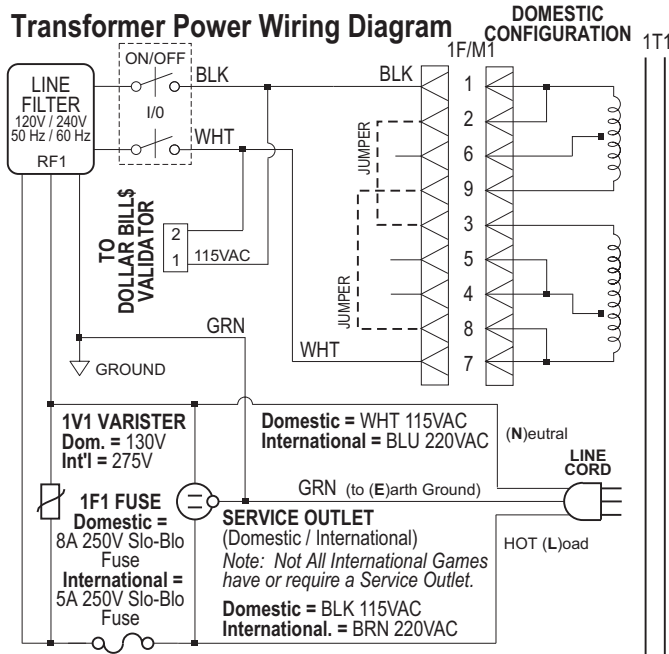 Transformer Power Wiring Diagram
DOMESTIC
CONFIGURATION
1T1
1F/M1
ON/OFF
BLK
BLK
LINE
FILTER
120V / 240V
50 Hz / 60 Hz
RF1
I/0
WHT
1
2
6
9
3
5
4
8
7
JUMPER
JUMPER
TO
DOLLAR BILL$
VALIDATOR
2
1
115VAC
GRN
WHT
GROUND
1V1 VARISTER
Dom. = 130V
Int'l = 275V
Domestic = WHT 115VAC
International = BLU 220VAC
(N)eutral
LINE
CORD
GRN (to (E)arth Ground)
1F1 FUSE
Domestic =
8A 250V Slo-Blo
Fuse
International =
5A 250V Slo-Blo
Fuse
SERVICE OUTLET
(Domestic / International)
Note: Not All International Games
have or require a Service Outlet.
HOT (L)oad
Domestic = BLK 115VAC
International. = BRN 220VAC